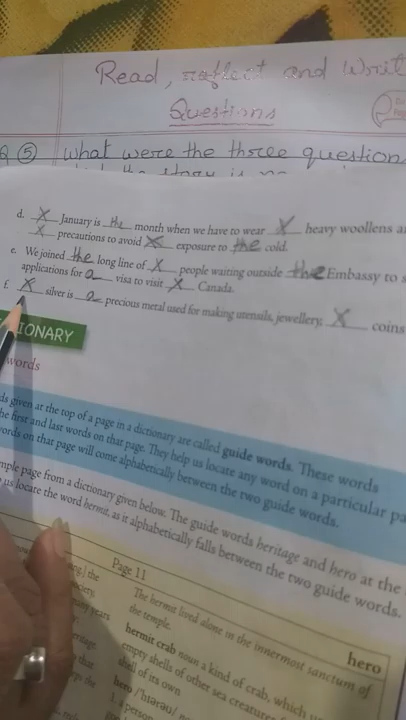 Read, reflect and Writ
Questions
Q 5 What were the three question
d. X January is the month when we have to wear X heavy woollens a
X precautions to avoid X exposure to the cold.
e. We joined the long line of X people waiting outside the Embassy to s
applications for a visa to visit X Canada.
f. X silver is a precious metal used for making utensils, jewellery, X coins
IONARY
words
ds given at the top of a page in a dictionary are called guide words. These words
he first and last words on that page. They help us locate any word on a particular pa
ords on that page will come alphabetically between the two guide words.
mple page from a dictionary given below. The guide words heritage and hero at the
us locate the word hermit, as it alphabetically falls between the two guide words.
Page 11
hero
The hermit lived alone in the innermost sanctum of
the temple.
hermit crab noun a kind of crab, which
empty shells of other sea creatures
shell of its own
hero
a person